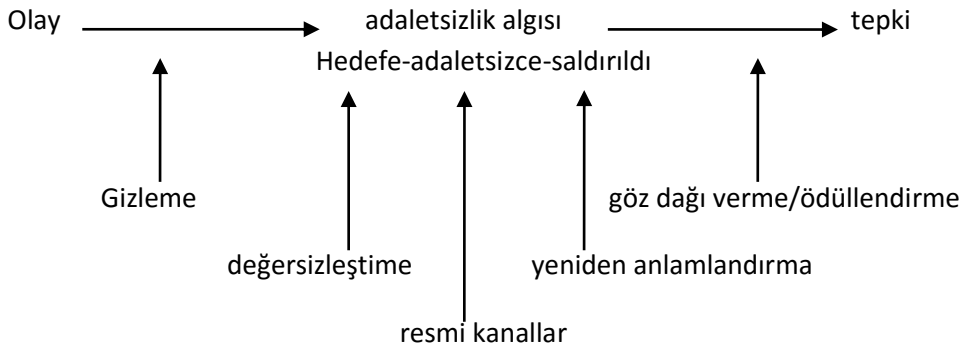 Olay adaletsizlik algısı tepki
Hedefe-adaletsizce-saldırıldı
Gizleme göz dağı verme/ödüllendirme
değersizleştime yeniden anlamlandırma
resmi kanallar